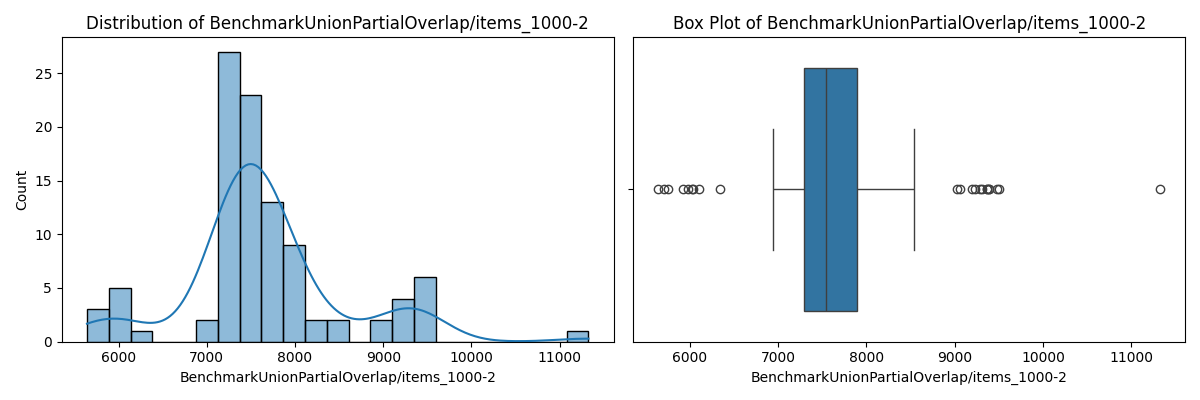 Distribution of BenchmarkUnionPartialOverlap/items_1000-2
Count
25
20
15
10
5
0
6000 7000 8000 9000 10000 11000
BenchmarkUnionPartialOverlap/items_1000-2
Box Plot of BenchmarkUnionPartialOverlap/items_1000-2
6000 7000 8000 9000 10000 11000
BenchmarkUnionPartialOverlap/items_1000-2